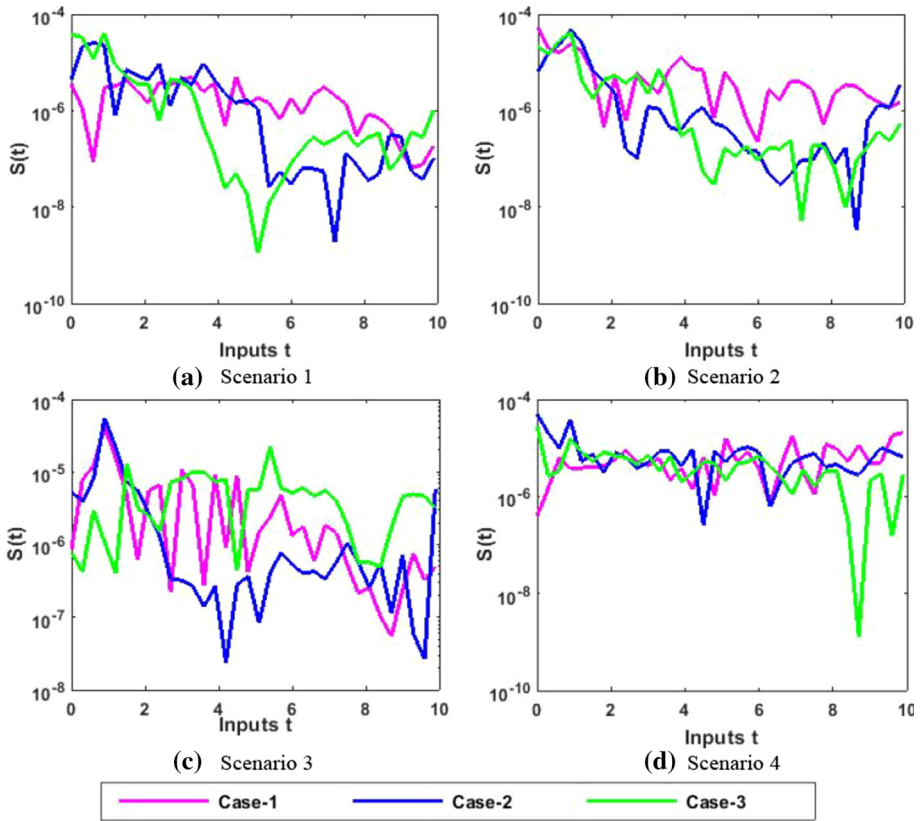 10^-4
10^-6
10^-8
10^-10
S(t)
0 2 4 6 8 10
Inputs t
(a) Scenario 1
10^-4
10^-6
10^-8
10^-10
S(t)
0 2 4 6 8 10
Inputs t
(b) Scenario 2
10^-4
10^-5
10^-6
10^-7
10^-8
S(t)
0 2 4 6 8 10
Inputs t
(c) Scenario 3
10^-4
10^-6
10^-8
10^-10
S(t)
0 2 4 6 8 10
Inputs t
(d) Scenario 4
Case-1 Case-2 Case-3